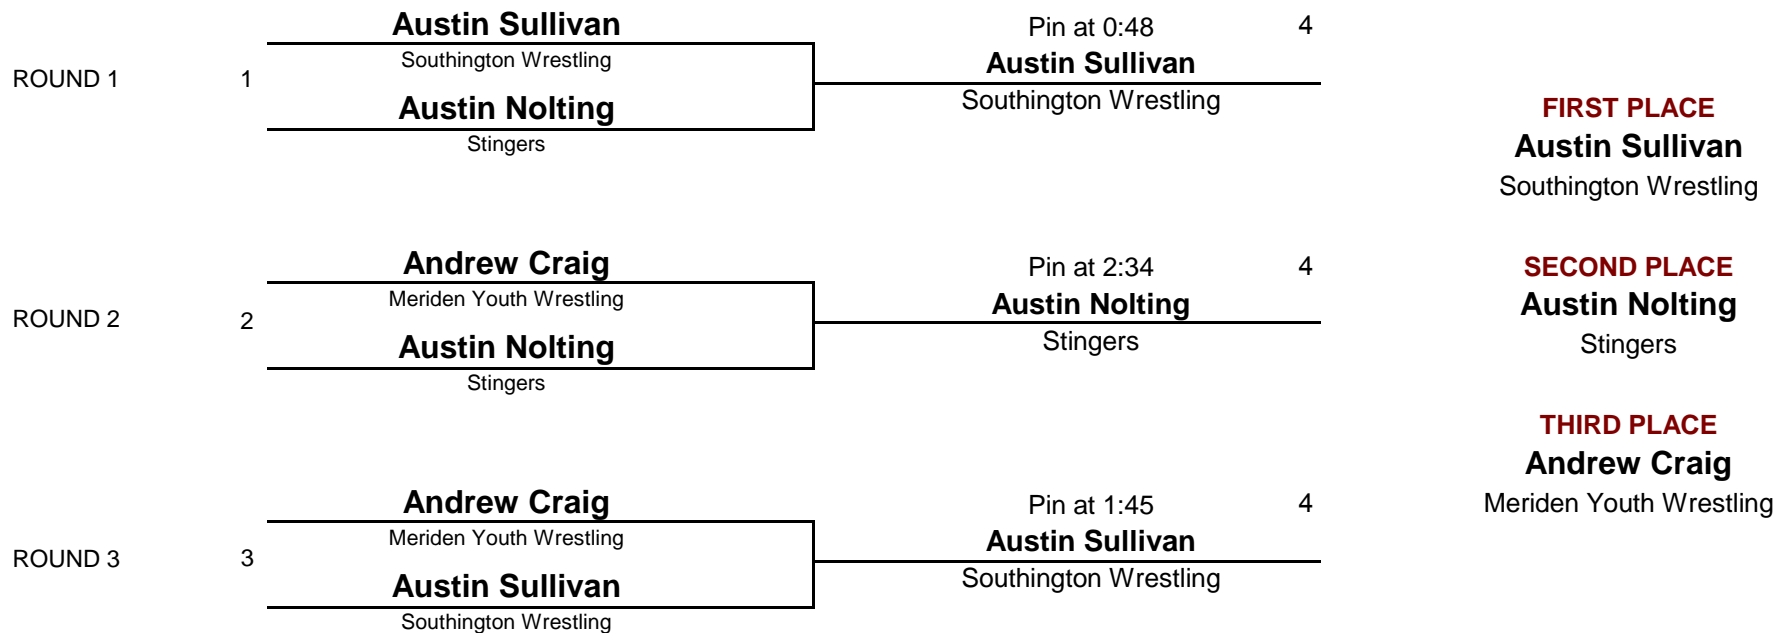 Austin Sullivan
Southington Wrestling
ROUND 1
1
Austin Nolting
Stingers
Pin at 0:48
4
Austin Sullivan
Southington Wrestling
Andrew Craig
Meriden Youth Wrestling
ROUND 2
2
Austin Nolting
Stingers
Pin at 2:34
4
Austin Nolting
Stingers
Andrew Craig
Meriden Youth Wrestling
ROUND 3
3
Austin Sullivan
Southington Wrestling
Pin at 1:45
4
Austin Sullivan
Southington Wrestling
FIRST PLACE
Austin Sullivan
Southington Wrestling
SECOND PLACE
Austin Nolting
Stingers
THIRD PLACE
Andrew Craig
Meriden Youth Wrestling